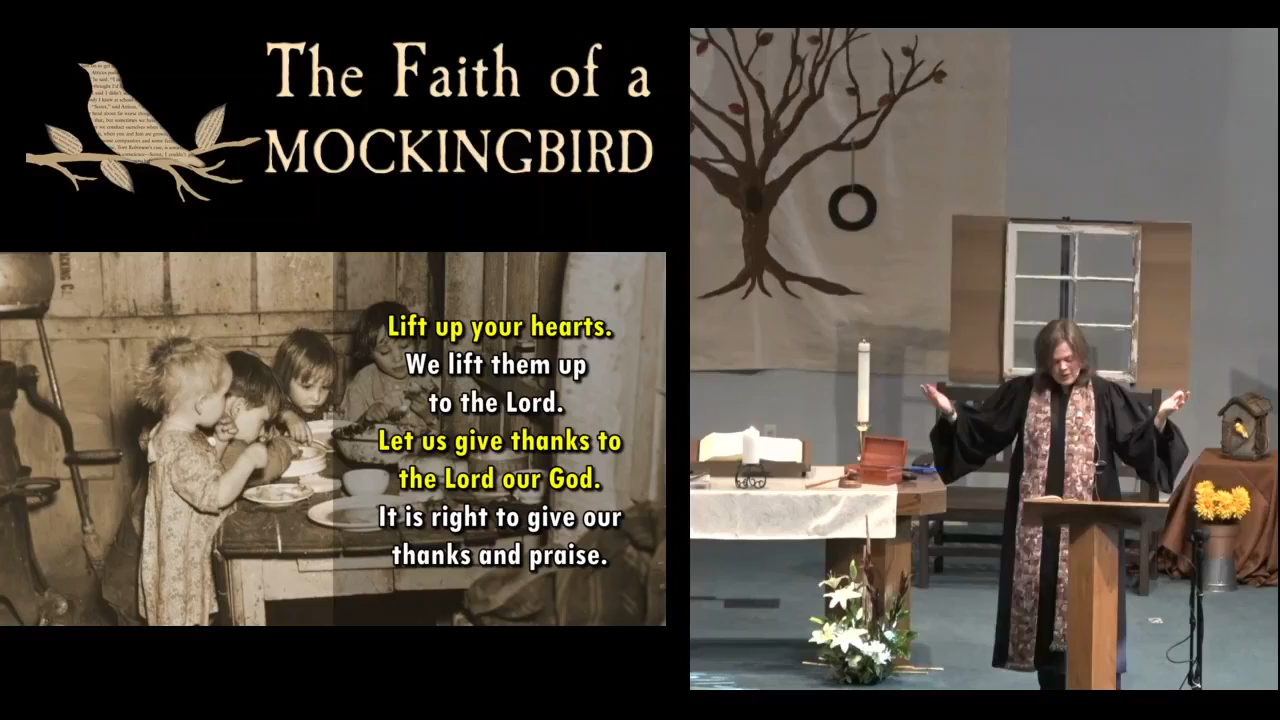 The Faith of a
MOCKINGBIRD
Lift up your hearts.
We lift them up
to the Lord.
Let us give thanks to
the Lord our God.
It is right to give our
thanks and praise.